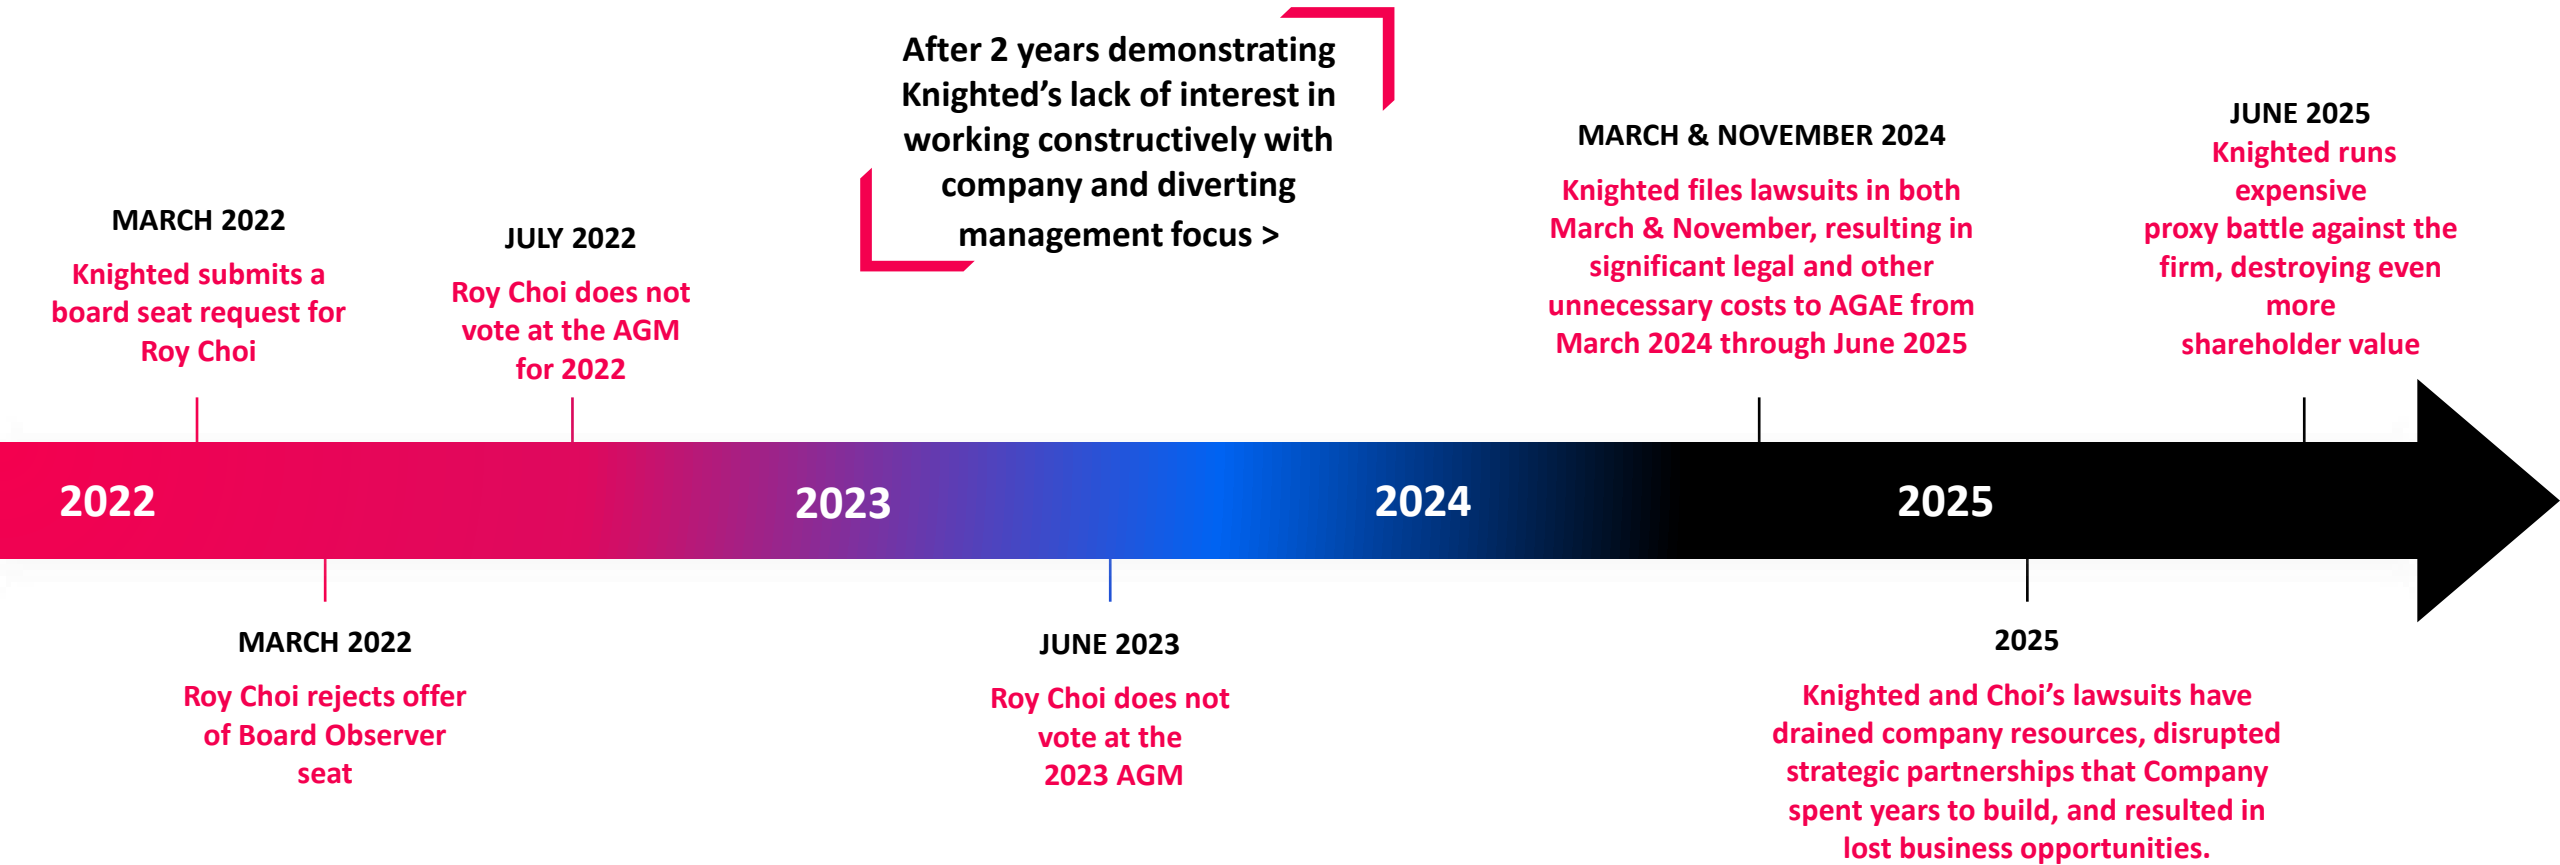 After 2 years demonstrating
Knighted’s lack of interest in
working constructively with
company and diverting
management focus >
MARCH 2022
Knighted submits a
board seat request for
Roy Choi
JULY 2022
Roy Choi does not
vote at the AGM
for 2022
MARCH & NOVEMBER 2024
Knighted files lawsuits in both
March & November, resulting in
significant legal and other
unnecessary costs to AGAE from
March 2024 through June 2025
JUNE 2025
Knighted runs
expensive
proxy battle against the
firm, destroying even
more
shareholder value
2022
2023
2024
2025
MARCH 2022
Roy Choi rejects offer
of Board Observer
seat
JUNE 2023
Roy Choi does not
vote at the
2023 AGM
2025
Knighted and Choi’s lawsuits have
drained company resources, disrupted
strategic partnerships that Company
spent years to build, and resulted in
lost business opportunities.